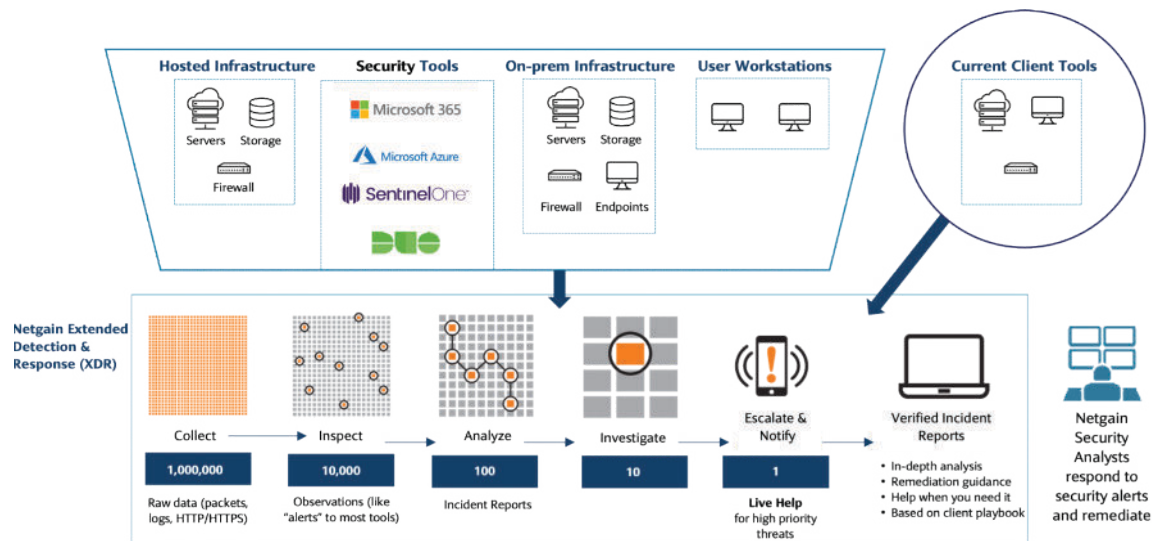 Hosted Infrastructure
Servers
Storage
Firewall
Security Tools
Microsoft 365
Microsoft Azure
SentinelOne
DUO
On-prem Infrastructure
Servers
Storage
Firewall
Endpoints
User Workstations
Current Client Tools
Netgain Extended
Detection &
Response (XDR)
Collect
1,000,000
Raw data (packets,
logs, HTTP/HTTPS)
Inspect
10,000
Observations (like
“alerts” to most tools)
Analyze
100
Incident Reports
Investigate
10
Escalate &
Notify
1
Live Help
for high priority
threats
Verified Incident
Reports
• In-depth analysis
• Remediation guidance
• Help when you need it
• Based on client playbook
Netgain
Security
Analysts
respond to
security alerts
and remediate